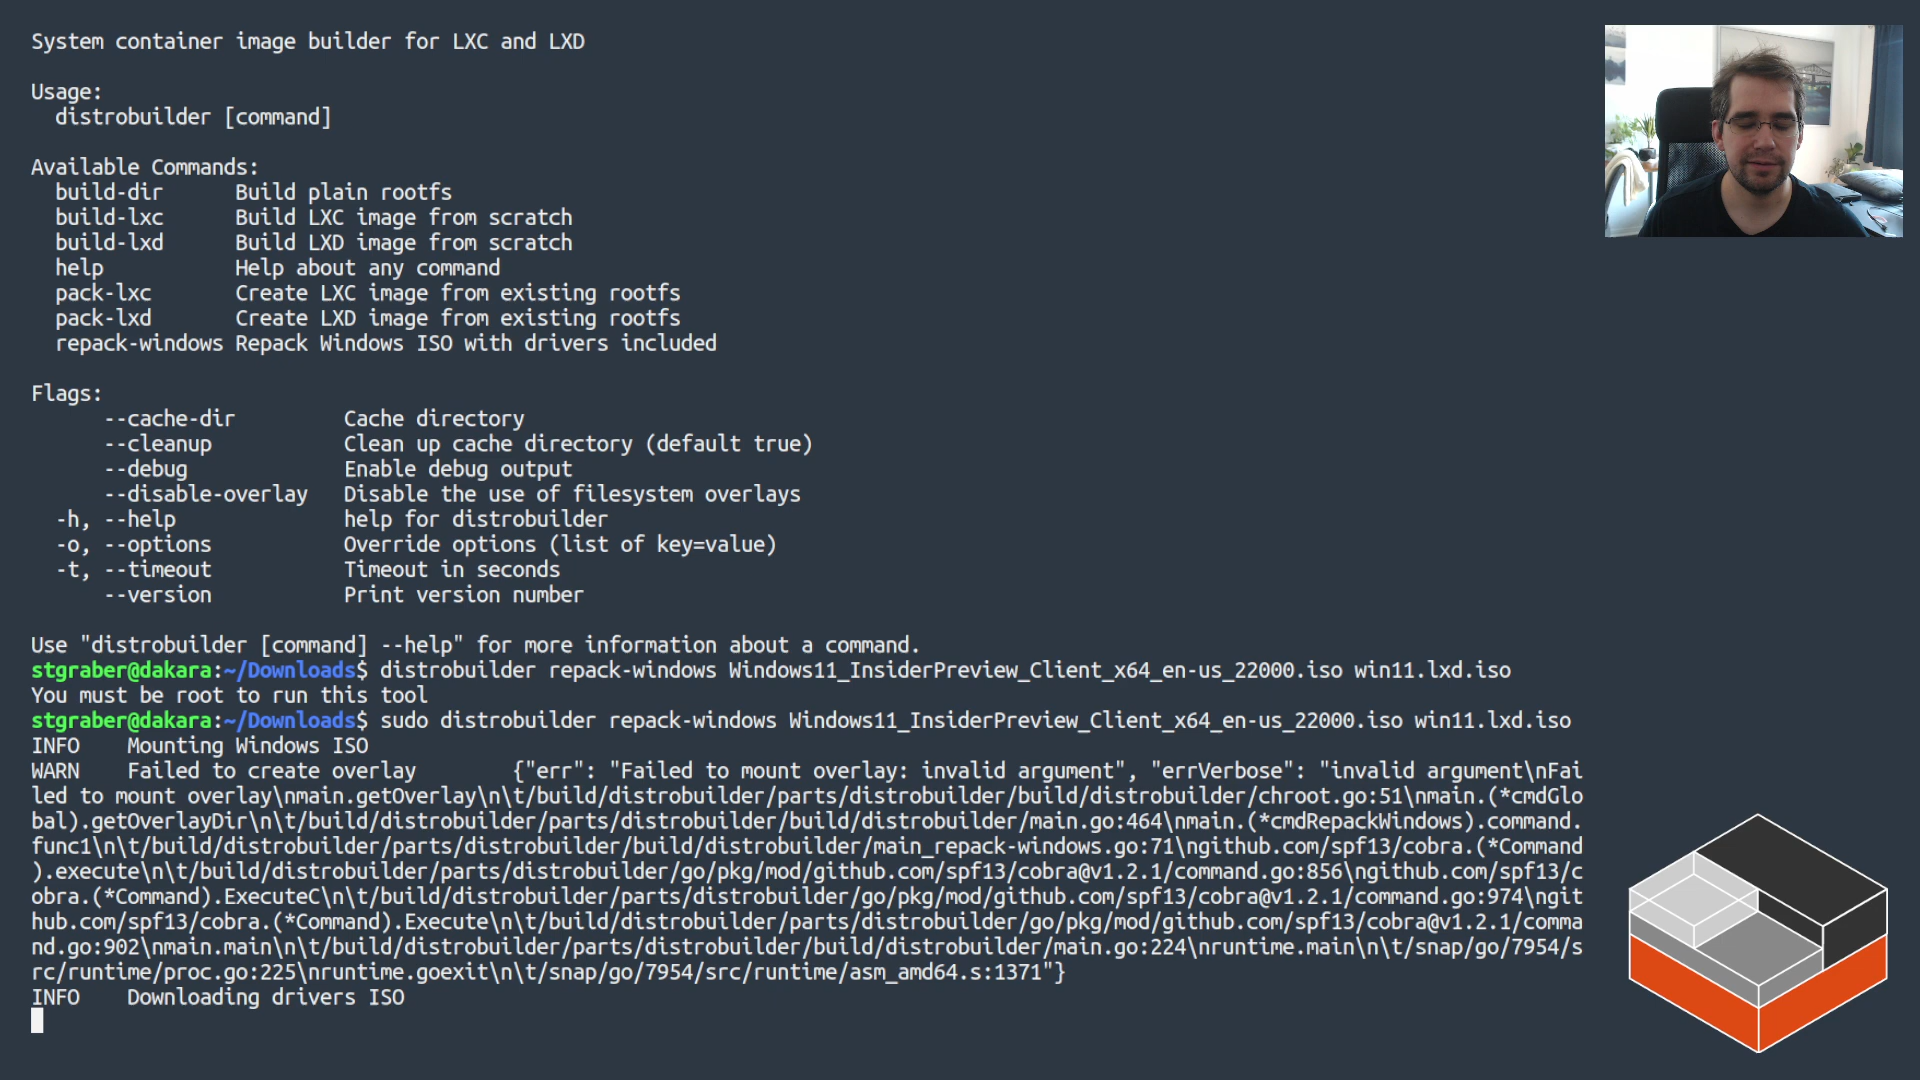 System container image builder for LXC and LXD
Usage:
distrobuilder [command]
Available Commands:
build-dir Build plain rootfs
build-lxc Build LXC image from scratch
build-lxd Build LXD image from scratch
help Help about any command
pack-lxc Create LXC image from existing rootfs
pack-lxd Create LXD image from existing rootfs
repack-windows Repack Windows ISO with drivers included
Flags:
--cache-dir Cache directory
--cleanup Clean up cache directory (default true)
--debug Enable debug output
--disable-overlay Disable the use of filesystem overlays
-h, --help help for distrobuilder
-o, --options Override options (list of key=value)
-t, --timeout Timeout in seconds
--version Print version number
Use "distrobuilder [command] --help" for more information about a command.
stgraber@dakara:~/Downloads$ distrobuilder repack-windows Windows11_InsiderPreview_Client_x64_en-us_22000.iso win11.lxd.iso
You must be root to run this tool
stgraber@dakara:~/Downloads$ sudo distrobuilder repack-windows Windows11_InsiderPreview_Client_x64_en-us_22000.iso win11.lxd.iso
INFO Mounting Windows ISO
WARN Failed to create overlay {"err": "Failed to mount overlay: invalid argument", "errVerbose": "invalid argument\nFai
led to mount overlay\nmain.getOverlay\n\t/build/distrobuilder/parts/distrobuilder/build/distrobuilder/chroot.go:51\nmain.(*cmdGlo
bal).getOverlayDir\n\t/build/distrobuilder/parts/distrobuilder/build/distrobuilder/main.go:464\nmain.(*cmdRepackWindows).command.
func1\n\t/build/distrobuilder/parts/distrobuilder/build/distrobuilder/main_repack-windows.go:71\ngithub.com/spf13/cobra.(*Command
).execute\n\t/build/distrobuilder/parts/distrobuilder/go/pkg/mod/github.com/spf13/cobra@v1.2.1/command.go:856\ngithub.com/spf13/c
obra.(*Command).ExecuteC\n\t/build/distrobuilder/parts/distrobuilder/go/pkg/mod/github.com/spf13/cobra@v1.2.1/command.go:974\ngit
hub.com/spf13/cobra.(*Command).Execute\n\t/build/distrobuilder/parts/distrobuilder/go/pkg/mod/github.com/spf13/cobra@v1.2.1/comma
nd.go:902\nmain.main\n\t/build/distrobuilder/parts/distrobuilder/build/distrobuilder/main.go:224\nruntime.main\n\t/snap/go/7954/s
rc/runtime/proc.go:225\nruntime.goexit\n\t/snap/go/7954/src/runtime/asm_amd64.s:1371"}
INFO Downloading drivers ISO